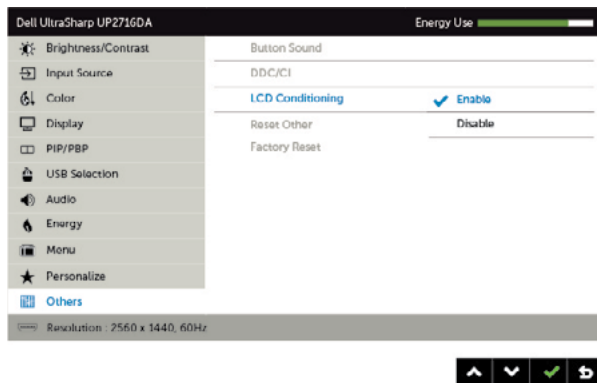 Dell UltraSharp UP2716DA
Energy Use
Brightness/Contrast
Input Source
Color
Display
PIP/PBP
USB Selection
Audio
Energy
Menu
Personalize
Others
Button Sound
DDC/CI
LCD Conditioning
Reset Other
Factory Reset
Enable
Disable
Resolution : 2560 x 1440, 60Hz